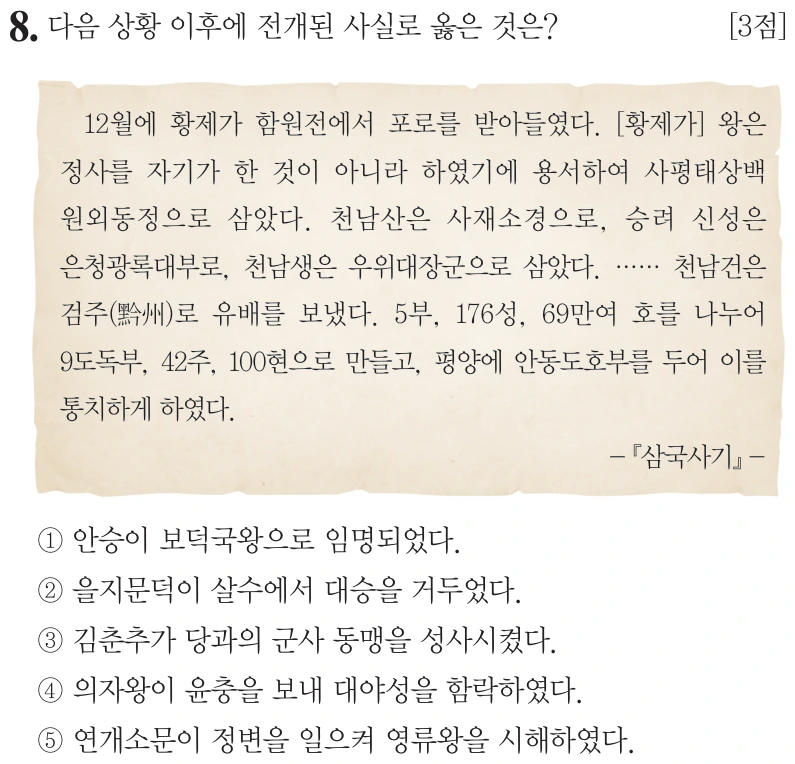 8. 다음 상황 이후에 전개된 사실로 옳은 것은? [3점]
12월에 황제가 함원전에서 포로를 받아들였다. [황제가] 왕은
정사를 자기가 한 것이 아니라 하였기에 용서하여 사평태상백
원외동정으로 삼았다. 천남산은 사재소경으로, 승려 신성은
은청광록대부로, 천남생은 우위대장군으로 삼았다. …… 천남건은
검주(黔州)로 유배를 보냈다. 5부, 176성, 69만여 호를 나누어
9도독부, 42주, 100현으로 만들고, 평양에 안동도호부를 두어 이를
통치하게 하였다.
－『삼국사기』－
① 안승이 보덕국왕으로 임명되었다.
② 을지문덕이 살수에서 대승을 거두었다.
③ 김춘추가 당과의 군사 동맹을 성사시켰다.
④ 의자왕이 윤충을 보내 대야성을 함락하였다.
⑤ 연개소문이 정변을 일으켜 영류왕을 시해하였다.